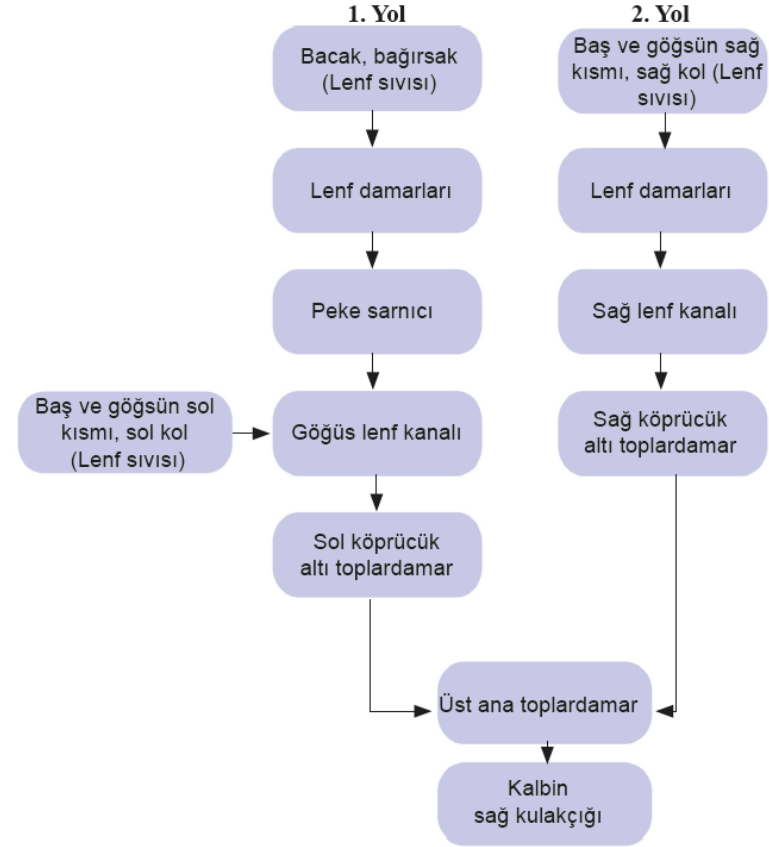 1. Yol
Bacak, bağırsak
(Lenf sıvısı)
Lenf damarları
Peke sarnıcı
Baş ve göğsün sol
kısmı, sol kol
(Lenf sıvısı)
Göğüs lenf kanalı
Sol köprücük
altı toplardamar
2. Yol
Baş ve göğsün sağ
kısmı, sağ kol (Lenf
sıvısı)
Lenf damarları
Sağ lenf kanalı
Sağ köprücük
altı toplardamar
Üst ana toplardamar
Kalbin
sağ kulakçığı